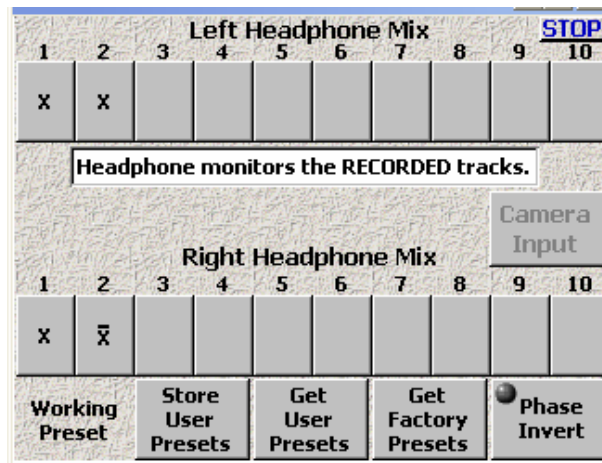 Left Headphone Mix STOP
1 2 3 4 5 6 7 8 9 10
x x
Headphone monitors the RECORDED tracks.
Camera
Input
Right Headphone Mix
1 2 3 4 5 6 7 8 9 10
x x̄
Working
Preset
Store
User
Presets
Get
User
Presets
Get
Factory
Presets
Phase
Invert